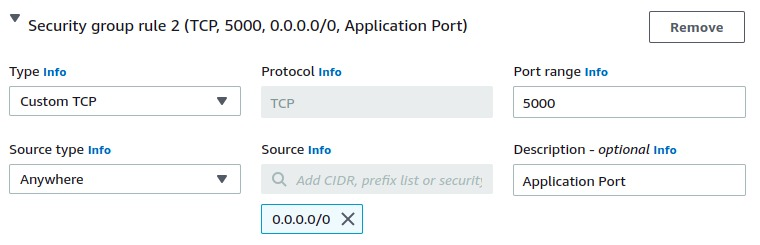 Security group rule 2 (TCP, 5000, 0.0.0.0/0, Application Port)
Remove
Type Info
Protocol Info
Port range Info
Custom TCP
TCP
5000
Source type Info
Source Info
Description - optional Info
Anywhere
Add CIDR, prefix list or security
Application Port
0.0.0.0/0